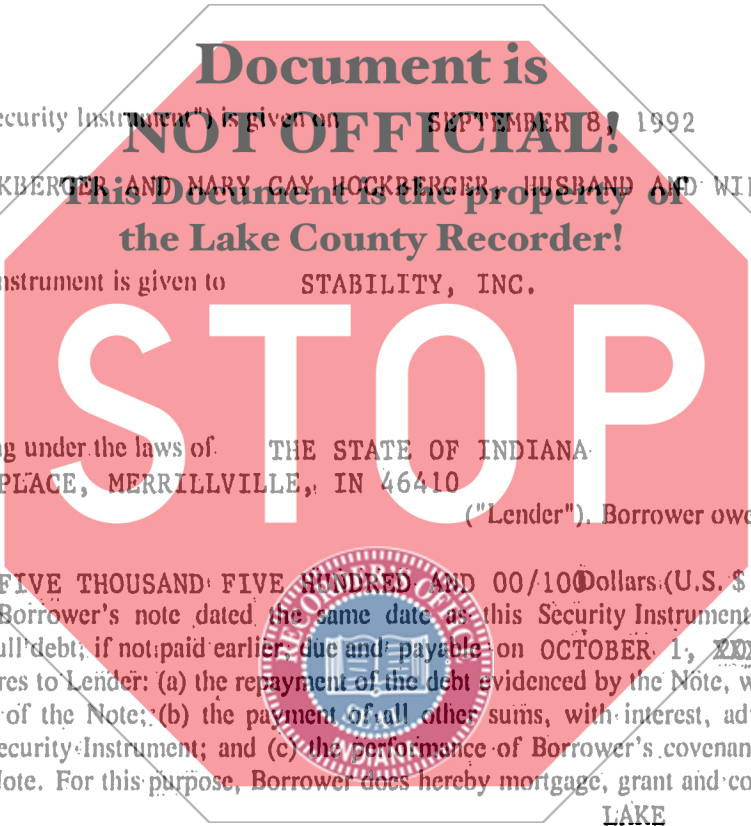 Document is
ecurity Instrument") is given on SEPTEMBER 8, 1992
NOT OFFICIAL!
KBERGER AND MARY GAY HOCKBERGER, HUSBAND AND WI
This Document is the property of
the Lake County Recorder!
nstrument is given to STABILITY, INC.
STOP
g under the laws of THE STATE OF INDIANA
PLACE, MERRILLVILLE, IN 46410
("Lender"). Borrower owe
FIVE THOUSAND FIVE HUNDRED AND 00/100 Dollars (U.S. $
Borrower's note dated the same date as this Security Instrument
ull debt, if not paid earlier, due and payable on OCTOBER 1,
res to Lender: (a) the repayment of the debt evidenced by the Note, w
of the Note; (b) the payment of all other sums, with interest, ad
ecurity Instrument; and (c) the performance of Borrower's covenan
Note. For this purpose, Borrower does hereby mortgage, grant and co
LAKE
SEAL